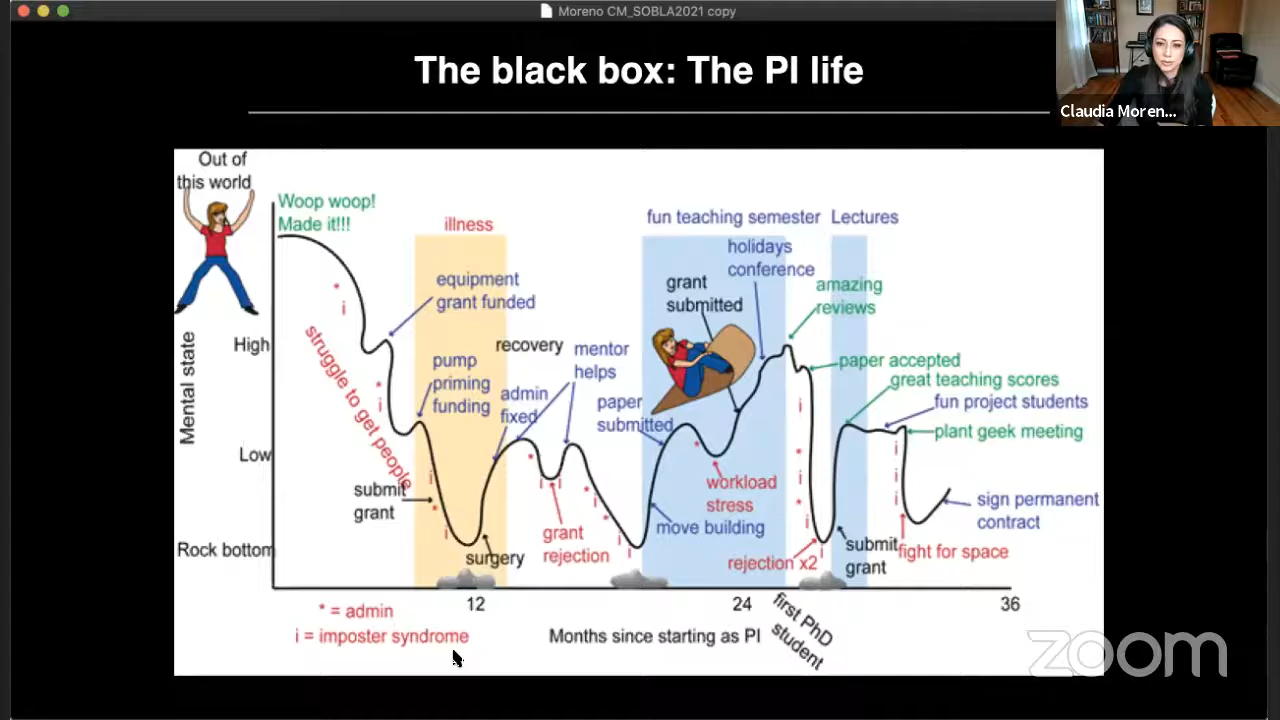 Moreno CM_SOBLA2021 copy
The black box: The PI life
Claudia Moren...
Out of
this world
Woop woop!
Made it!!!
illness
fun teaching semester
Lectures
equipment
grant funded
holidays
conference
grant
submitted
amazing
reviews
Mental state
High
Low
Rock bottom
struggle to get people
* i
* i
pump
priming
funding
recovery
admin
fixed
mentor
helps
paper
submitted
paper accepted
great teaching scores
fun project students
plant geek meeting
submit
grant
surgery
grant
rejection
workload
stress
move building
rejection x2
submit
grant
fight for space
sign permanent
contract
12
24
36
first PhD
student
Months since starting as PI
* = admin
i = imposter syndrome
zoom